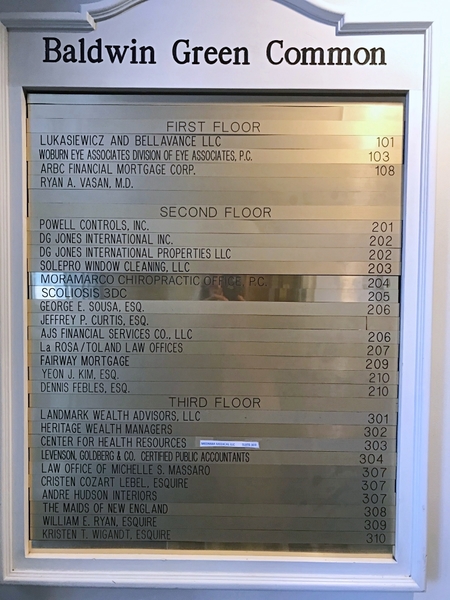 Baldwin Green Common
FIRST FLOOR
LUKASIEWICZ AND BELLAVANCE LLC 101
WOBURN EYE ASSOCIATES DIVISION OF EYE ASSOCIATES, P.C. 103
ARBC FINANCIAL MORTGAGE CORP. 108
RYAN A. VASAN, M.D.
SECOND FLOOR
POWELL CONTROLS, INC. 201
DG JONES INTERNATIONAL INC. 202
DG JONES INTERNATIONAL PROPERTIES LLC 202
SOLEPRO WINDOW CLEANING, LLC 203
MORAMARCO CHIROPRACTIC OFFICE, P.C. 204
SCOLIOSIS 3DC 205
GEORGE E. SOUSA, ESQ. 206
JEFFREY P. CURTIS, ESQ.
AJS FINANCIAL SERVICES CO., LLC 206
La ROSA/TOLAND LAW OFFICES 207
FAIRWAY MORTGAGE 209
YEON J. KIM, ESQ. 210
DENNIS FEBLES, ESQ. 210
THIRD FLOOR
LANDMARK WEALTH ADVISORS, LLC 301
HERITAGE WEALTH MANAGERS 302
CENTER FOR HEALTH RESOURCES 303
LEVENSON, GOLDBERG & CO. CERTIFIED PUBLIC ACCOUNTANTS 304
LAW OFFICE OF MICHELLE S. MASSARO 307
CRISTEN COZART LEBEL, ESQUIRE 307
ANDRE HUDSON INTERIORS 307
THE MAIDS OF NEW ENGLAND 308
WILLIAM E. RYAN, ESQUIRE 309
KRISTEN T. WIGANDT, ESQUIRE 310